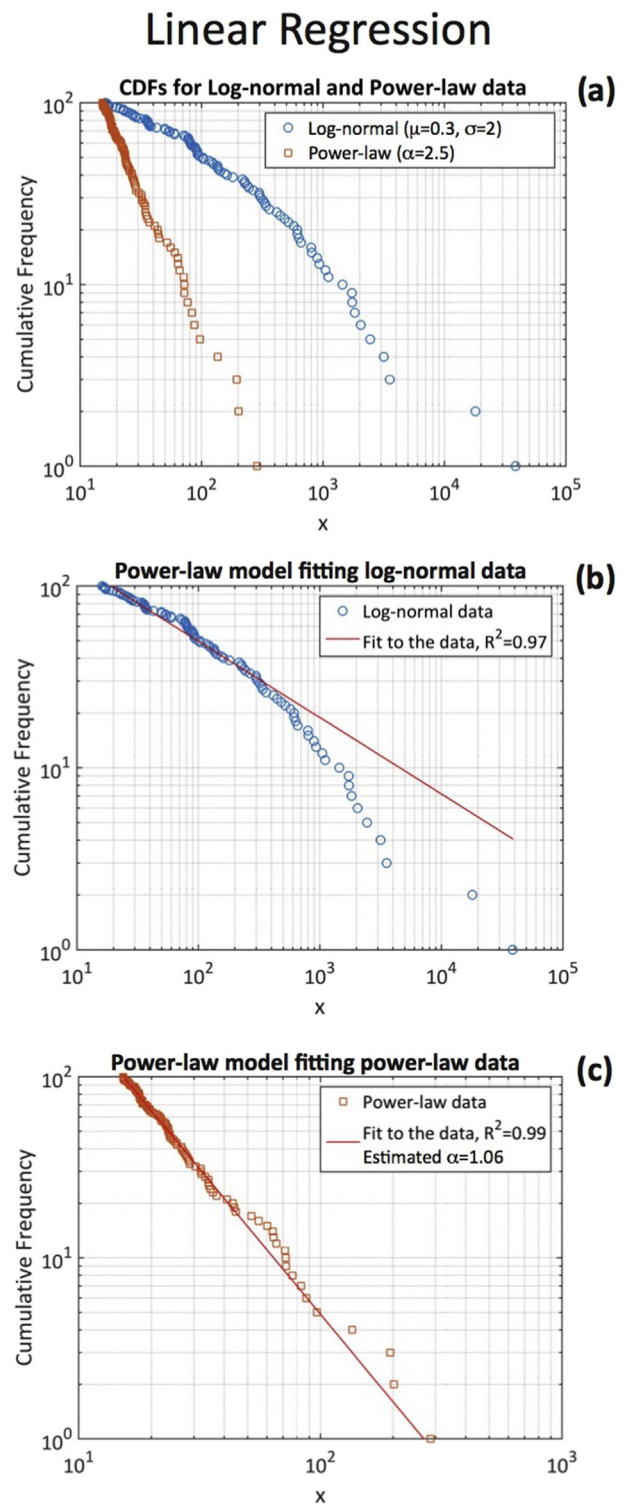 Linear Regression
CDFs for Log-normal and Power-law data
(a)
Cumulative Frequency
10²
10¹
10⁰
Log-normal (μ=0.3, σ=2)
Power-law (α=2.5)
10¹ 10² 10³ 10⁴ 10⁵
x
Power-law model fitting log-normal data
(b)
Cumulative Frequency
10²
10¹
10⁰
Log-normal data
Fit to the data, R²=0.97
10¹ 10² 10³ 10⁴ 10⁵
x
Power-law model fitting power-law data
(c)
Cumulative Frequency
10²
10¹
10⁰
Power-law data
Fit to the data, R²=0.99
Estimated α=1.06
10¹ 10² 10³
x